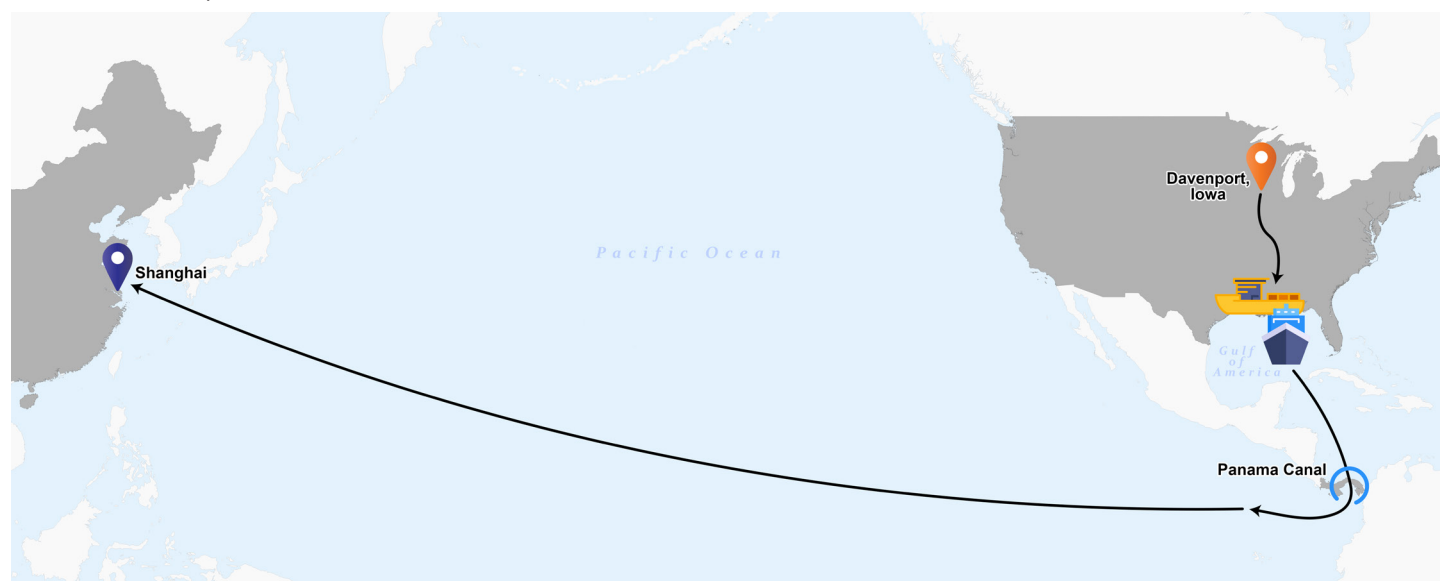 Pacific Ocean
Davenport,
Iowa
Shanghai
Gulf
of
America
Panama Canal